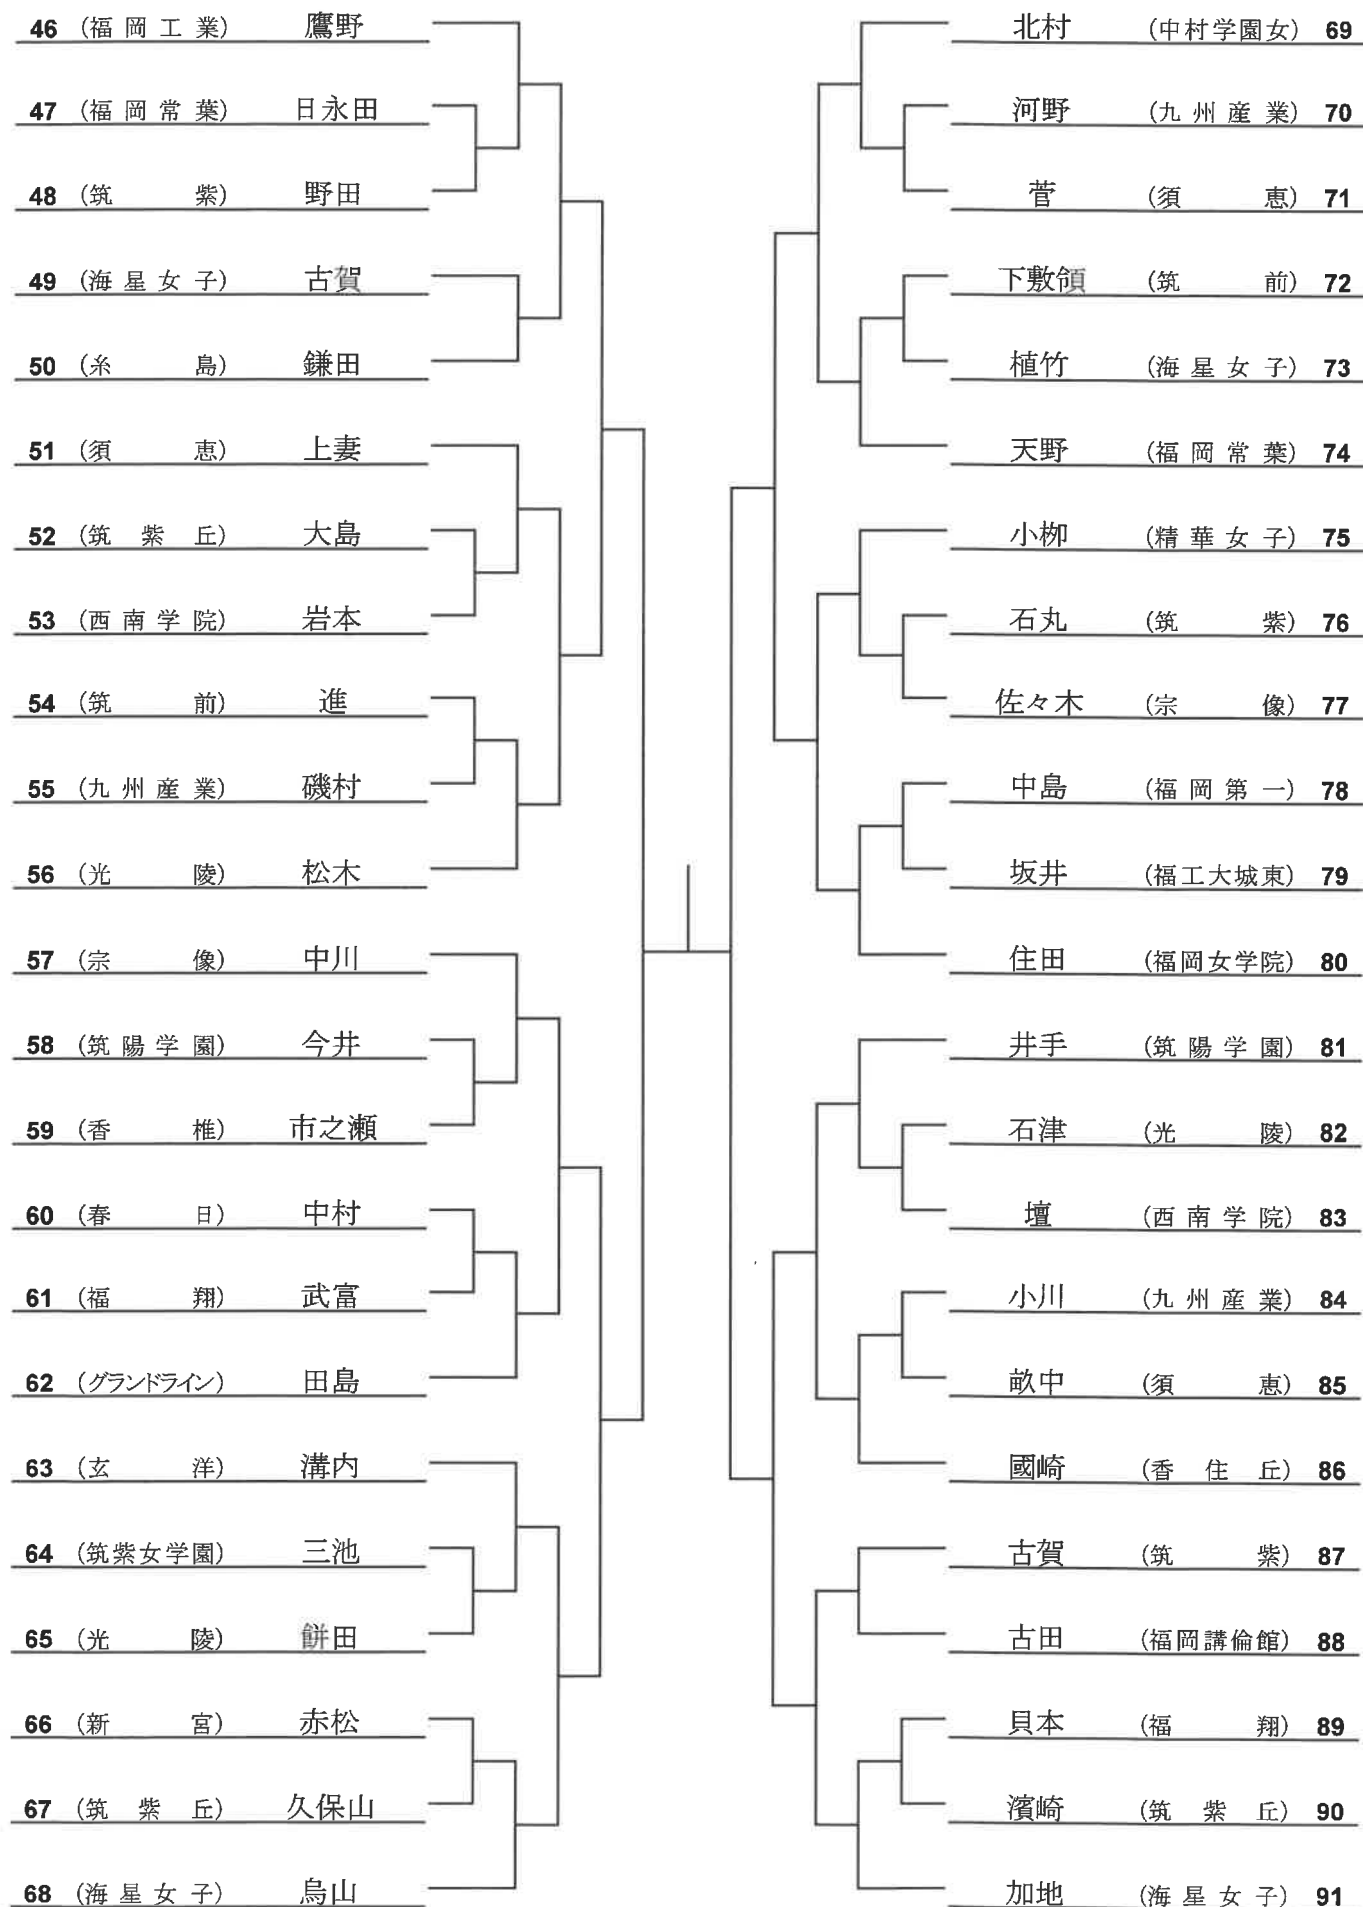 46 (福岡工業) 鷹野
47 (福岡常葉) 日永田
48 (筑紫) 野田
49 (海星女子) 古賀
50 (糸島) 鎌田
51 (須恵) 上妻
52 (筑紫丘) 大島
53 (西南学院) 岩本
54 (筑前) 進
55 (九州産業) 磯村
56 (光陵) 松木
57 (宗像) 中川
58 (筑陽学園) 今井
59 (香椎) 市之瀬
60 (春日) 中村
61 (福翔) 武富
62 (グランドライン) 田島
63 (玄洋) 溝内
64 (筑紫女学園) 三池
65 (光陵) 餅田
66 (新宮) 赤松
67 (筑紫丘) 久保山
68 (海星女子) 烏山
北村 (中村学園女) 69
河野 (九州産業) 70
菅 (須恵) 71
下敷領 (筑前) 72
植竹 (海星女子) 73
天野 (福岡常葉) 74
小栁 (精華女子) 75
石丸 (筑紫) 76
佐々木 (宗像) 77
中島 (福岡第一) 78
坂井 (福工大城東) 79
住田 (福岡女学院) 80
井手 (筑陽学園) 81
石津 (光陵) 82
壇 (西南学院) 83
小川 (九州産業) 84
畝中 (須恵) 85
國崎 (香住丘) 86
古賀 (筑紫) 87
古田 (福岡講倫館) 88
貝本 (福翔) 89
濱崎 (筑紫丘) 90
加地 (海星女子) 91